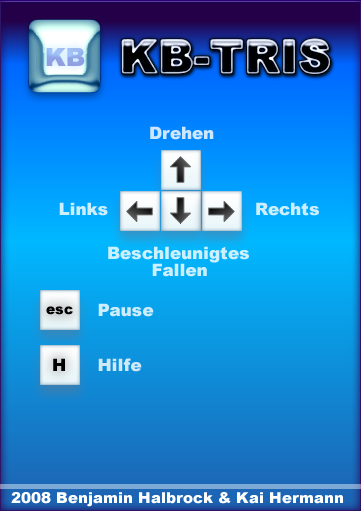 KB
KB-TRIS
Drehen
Links
Rechts
Beschleunigtes
Fallen
esc
Pause
H
Hilfe
2008 Benjamin Halbrock & Kai Hermann